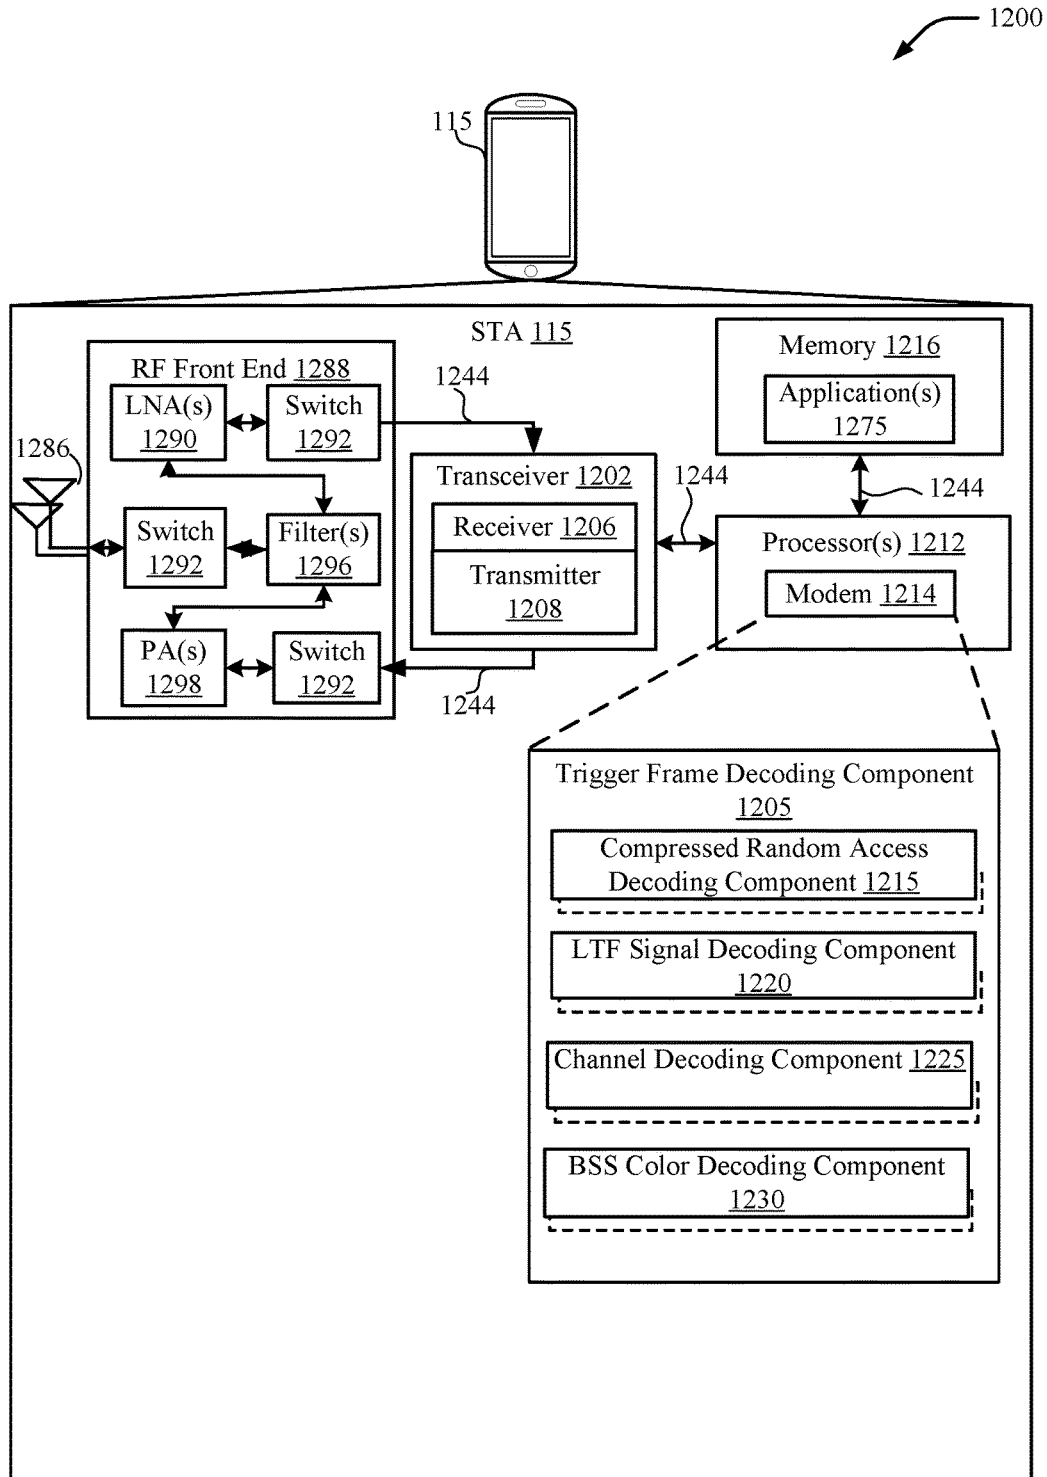 1200
115
STA 115
RF Front End 1288
LNA(s)
1290
Switch
1292
1244
Memory 1216
Application(s)
1275
1286
Switch
1292
Filter(s)
1296
Transceiver 1202
Receiver 1206
Transmitter
1208
1244
1244
Processor(s) 1212
Modem 1214
PA(s)
1298
Switch
1292
1244
Trigger Frame Decoding Component
1205
Compressed Random Access
Decoding Component 1215
LTF Signal Decoding Component
1220
Channel Decoding Component 1225
BSS Color Decoding Component
1230